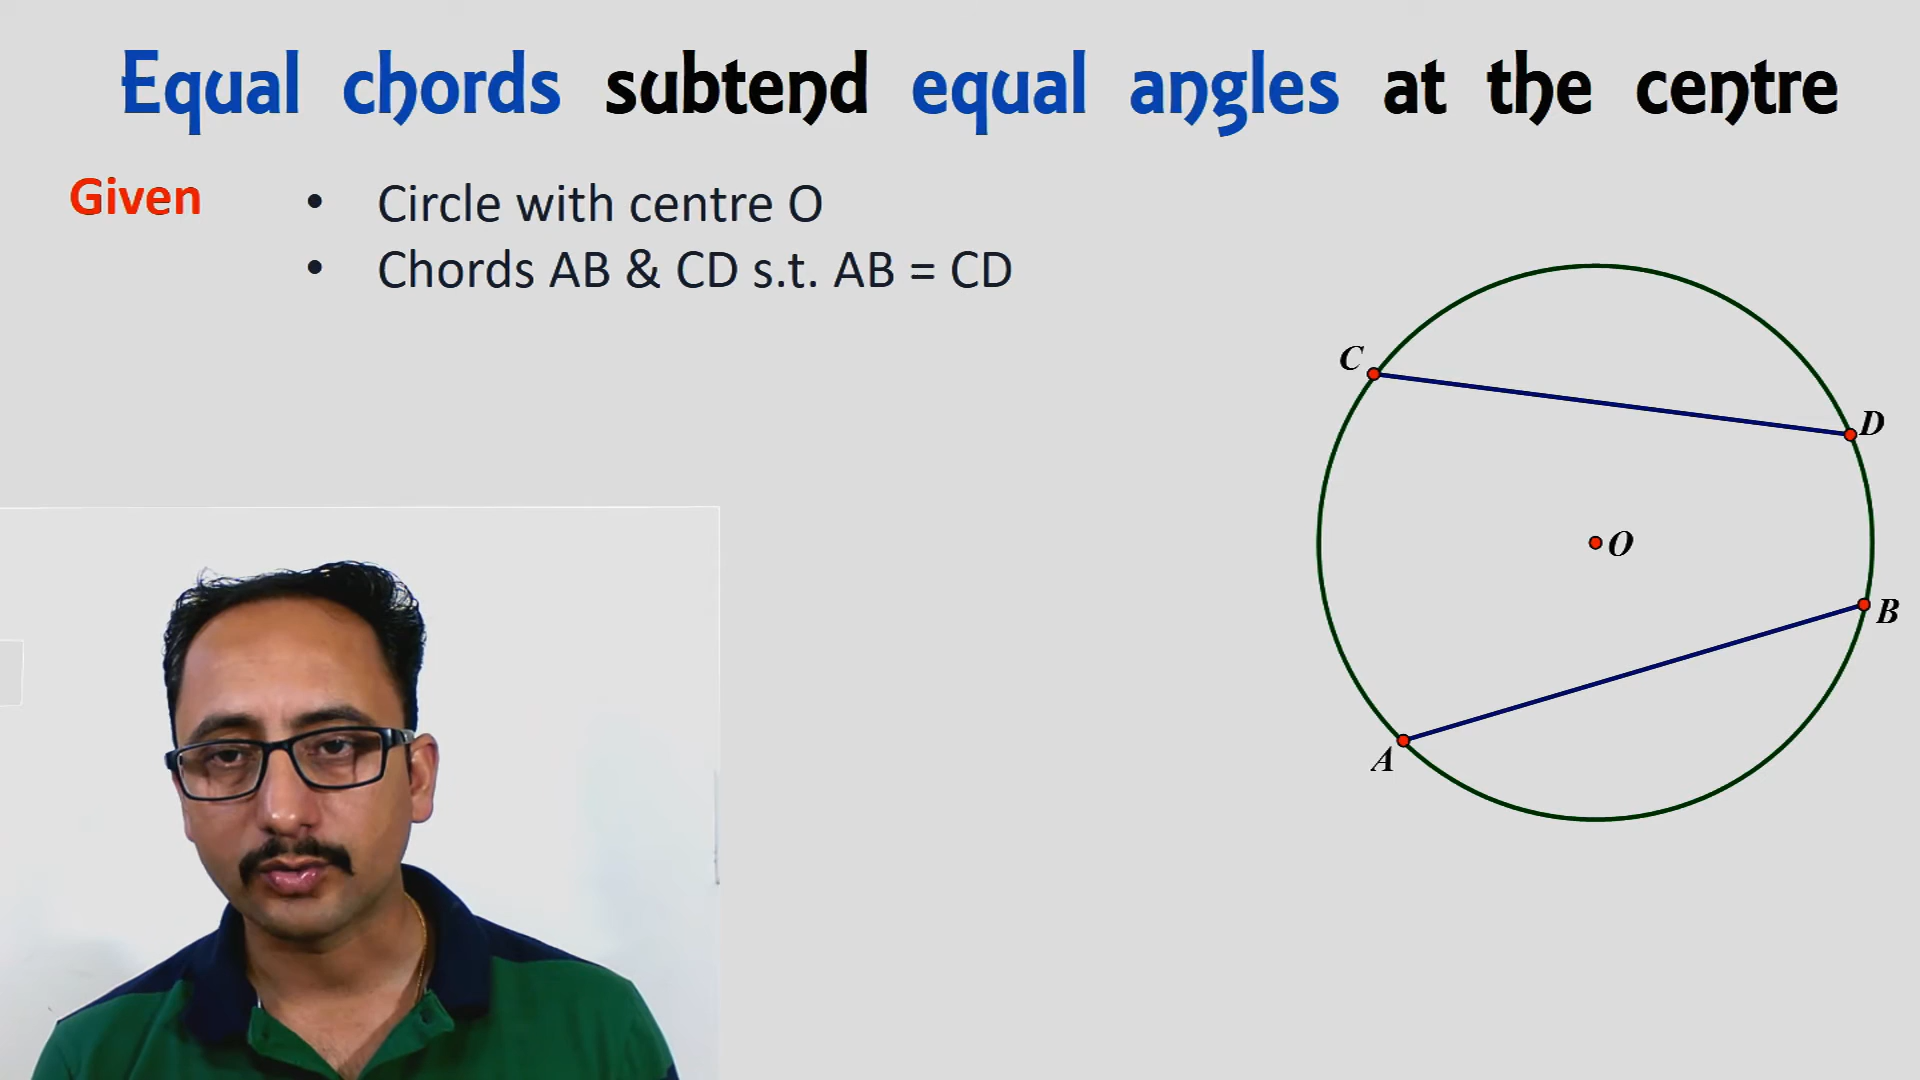 Equal chords subtend equal angles at the centre
Given
• Circle with centre O
• Chords AB & CD s.t. AB = CD
C
D
O
B
A